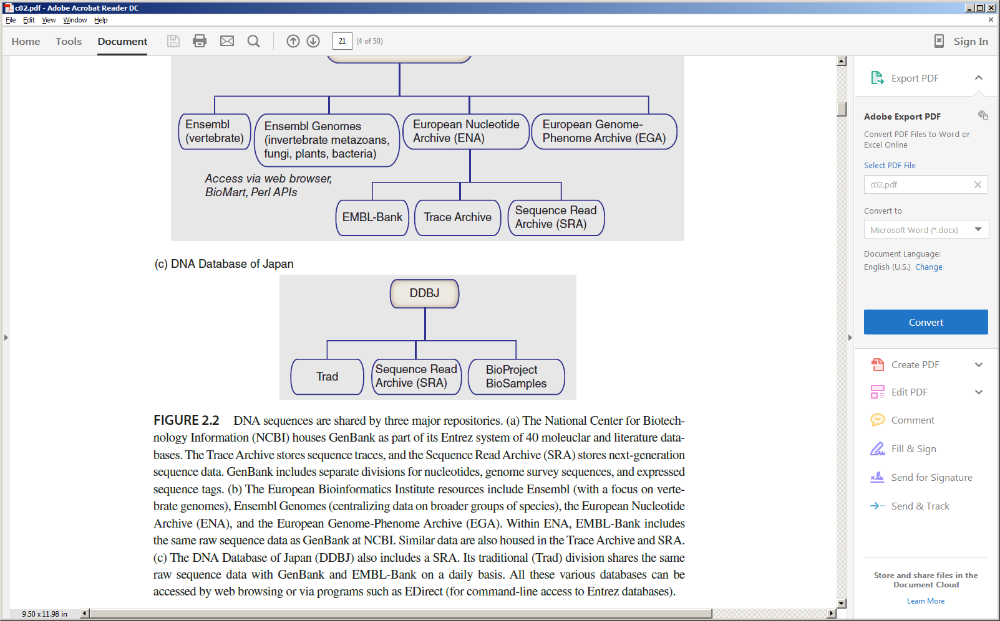 c02.pdf - Adobe Acrobat Reader DC
File Edit View Window Help
Home Tools Document 21 (4 of 50) Sign In
Ensembl
(vertebrate)
Ensembl Genomes
(invertebrate metazoans,
fungi, plants, bacteria)
European Nucleotide
Archive (ENA)
European Genome-
Phenome Archive (EGA)
Access via web browser,
BioMart, Perl APIs
EMBL-Bank
Trace Archive
Sequence Read
Archive (SRA)
(c) DNA Database of Japan
DDBJ
Trad
Sequence Read
Archive (SRA)
BioProject
BioSamples
FIGURE 2.2 DNA sequences are shared by three major repositories. (a) The National Center for Biotech-
nology Information (NCBI) houses GenBank as part of its Entrez system of 40 moleuclar and literature data-
bases. The Trace Archive stores sequence traces, and the Sequence Read Archive (SRA) stores next-generation
sequence data. GenBank includes separate divisions for nucleotides, genome survey sequences, and expressed
sequence tags. (b) The European Bioinformatics Institute resources include Ensembl (with a focus on verte-
brate genomes), Ensembl Genomes (centralizing data on broader groups of species), the European Nucleotide
Archive (ENA), and the European Genome-Phenome Archive (EGA). Within ENA, EMBL-Bank includes
the same raw sequence data as GenBank at NCBI. Similar data are also housed in the Trace Archive and SRA.
(c) The DNA Database of Japan (DDBJ) also includes a SRA. Its traditional (Trad) division shares the same
raw sequence data with GenBank and EMBL-Bank on a daily basis. All these various databases can be
accessed by web browsing or via programs such as EDirect (for command-line access to Entrez databases).
9.50 x 11.98 in
Export PDF
Adobe Export PDF
Convert PDF Files to Word or
Excel Online
Select PDF File
c02.pdf
Convert to
Microsoft Word (*.docx)
Document Language:
English (U.S.) Change
Convert
Create PDF
Edit PDF
Comment
Fill & Sign
Send for Signature
Send & Track
Store and share files in the
Document Cloud
Learn More